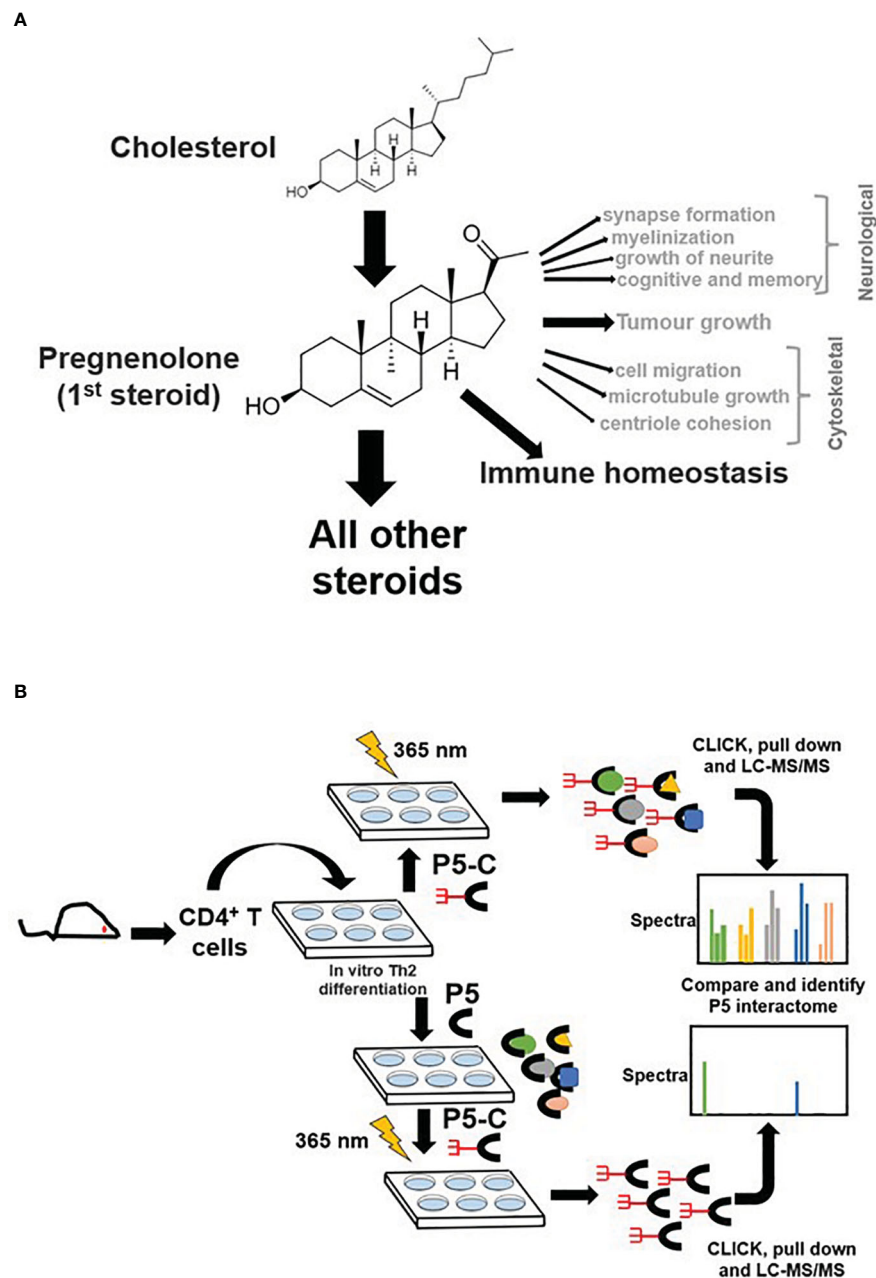 A
Cholesterol
HO
H
H
H
O
synapse formation
myelinization
growth of neurite
cognitive and memory
Neurological
Tumour growth
Pregnenolone
(1st steroid)
H
H
HO
cell migration
microtubule growth
centriole cohesion
Cytoskeletal
Immune homeostasis
All other
steroids
B
365 nm
CLICK, pull down
and LC-MS/MS
P5-C
CD4+ T
cells
In vitro Th2
differentiation
Spectra
Compare and identify
P5 interactome
P5
Spectra
P5-C
365 nm
CLICK, pull down
and LC-MS/MS